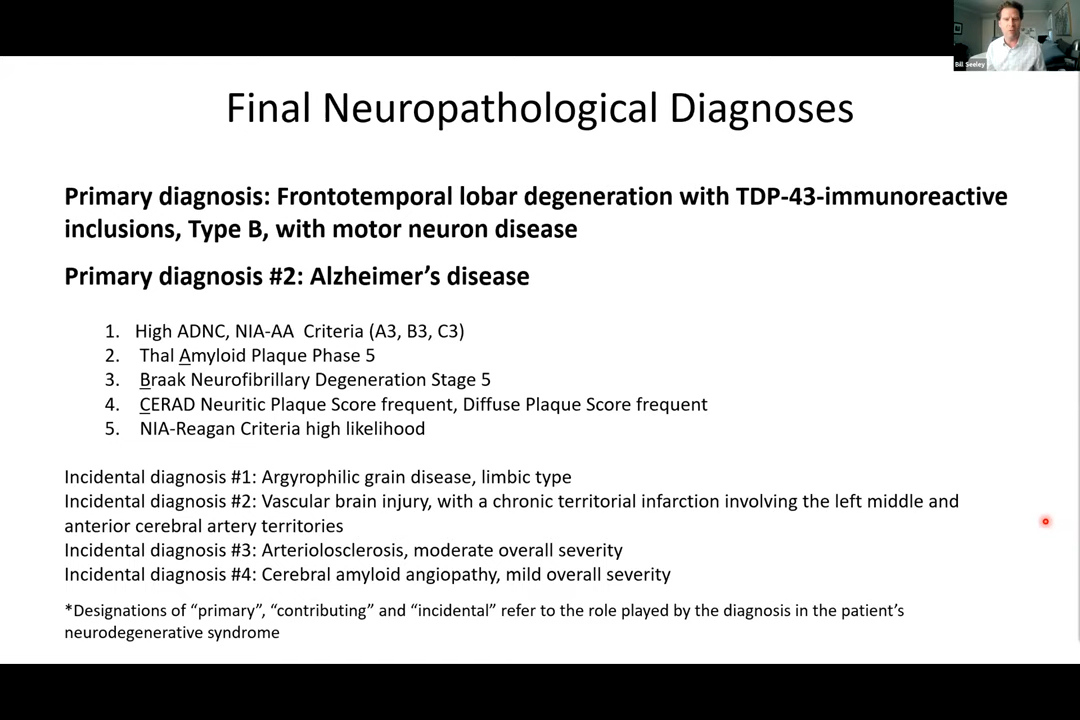 Bill Seeley
Final Neuropathological Diagnoses
Primary diagnosis: Frontotemporal lobar degeneration with TDP-43-immunoreactive
inclusions, Type B, with motor neuron disease
Primary diagnosis #2: Alzheimer’s disease
1. High ADNC, NIA-AA Criteria (A3, B3, C3)
2. Thal Amyloid Plaque Phase 5
3. Braak Neurofibrillary Degeneration Stage 5
4. CERAD Neuritic Plaque Score frequent, Diffuse Plaque Score frequent
5. NIA-Reagan Criteria high likelihood
Incidental diagnosis #1: Argyrophilic grain disease, limbic type
Incidental diagnosis #2: Vascular brain injury, with a chronic territorial infarction involving the left middle and
anterior cerebral artery territories
Incidental diagnosis #3: Arteriolosclerosis, moderate overall severity
Incidental diagnosis #4: Cerebral amyloid angiopathy, mild overall severity
*Designations of “primary”, “contributing” and “incidental” refer to the role played by the diagnosis in the patient’s
neurodegenerative syndrome